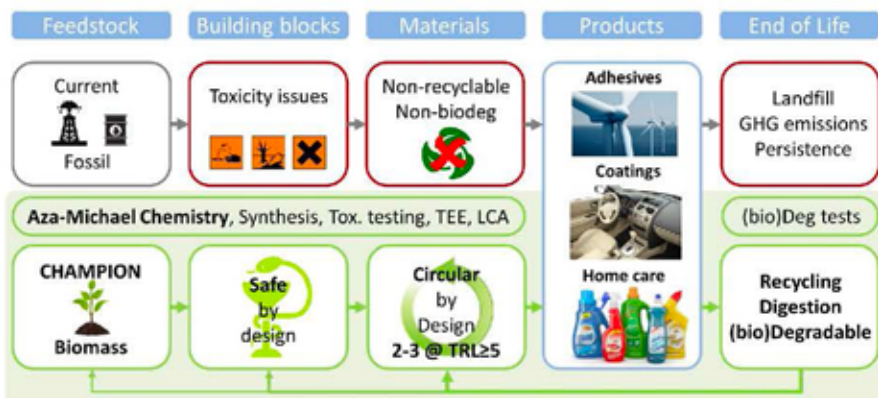 Feedstock
Building blocks
Materials
Products
End of Life
Current
Fossil
Toxicity issues
Non-recyclable
Non-biodeg
Adhesives
Coatings
Home care
Landfill
GHG emissions
Persistence
Aza-Michael Chemistry, Synthesis, Tox. testing, TEE, LCA
(bio)Deg tests
CHAMPION
Biomass
Safe
by
design
Circular
by
Design
2-3 @ TRL≥5
Recycling
Digestion
(bio)Degradable